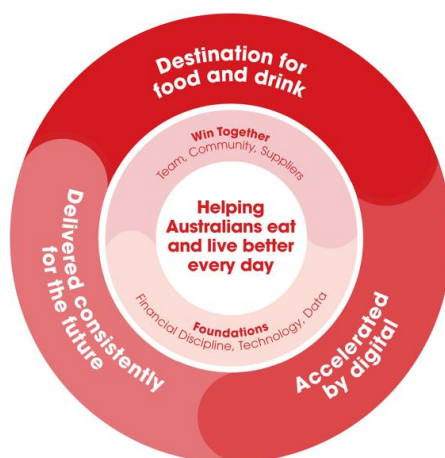 Destination for
food and drink
Win Together
Team, Community, Suppliers
Helping
Australians eat
and live better
every day
Foundations
Financial Discipline, Technology, Data
Accelerated
by digital
Delivered consistently
for the future